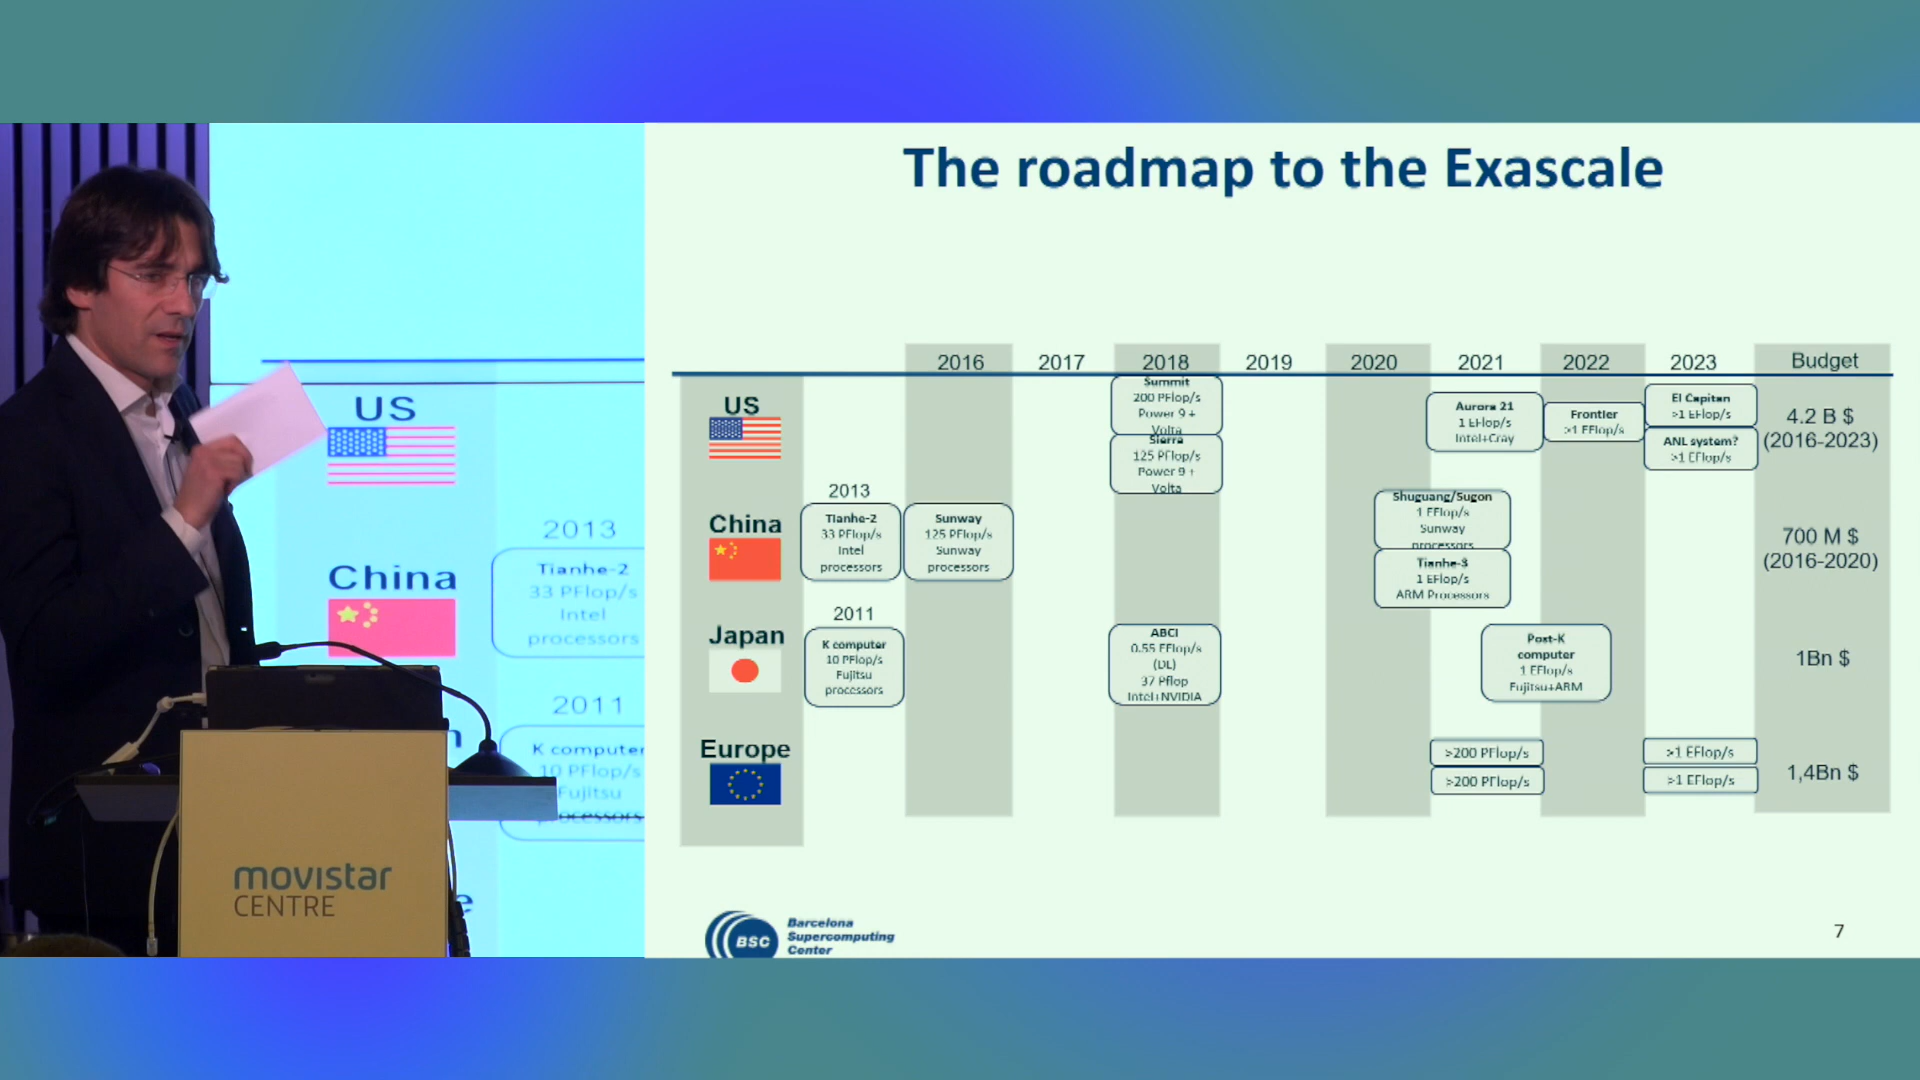 The roadmap to the Exascale
2016 2017 2018 2019 2020 2021 2022 2023 Budget
US
Summit
200 PFlop/s
Power 9 +
Volta
Sierra
125 PFlop/s
Power 9 +
Volta
Aurora 21
1 EFlop/s
Intel+Cray
Frontier
>1 EFlop/s
El Capitan
>1 EFlop/s
ANL system?
>1 EFlop/s
4.2 B $
(2016-2023)
China
2013
Tianhe-2
33 PFlop/s
Intel
processors
Sunway
125 PFlop/s
Sunway
processors
Shuguang/Sugon
1 EFlop/s
Sunway
processors
Tianhe-3
1 EFlop/s
ARM Processors
700 M $
(2016-2020)
Japan
2011
K computer
10 PFlop/s
Fujitsu
processors
ABCI
0.55 EFlop/s
(DL)
37 Pflop
Intel+NVIDIA
Post-K
computer
1 EFlop/s
Fujitsu+ARM
1Bn $
Europe
>200 PFlop/s
>200 PFlop/s
>1 EFlop/s
>1 EFlop/s
1,4Bn $
BSC
Barcelona
Supercomputing
Center
7
US
China
2013
Tianhe-2
33 PFlop/s
Intel
processors
2011
K computer
10 PFlop/s
Fujitsu
processors
movistar
CENTRE